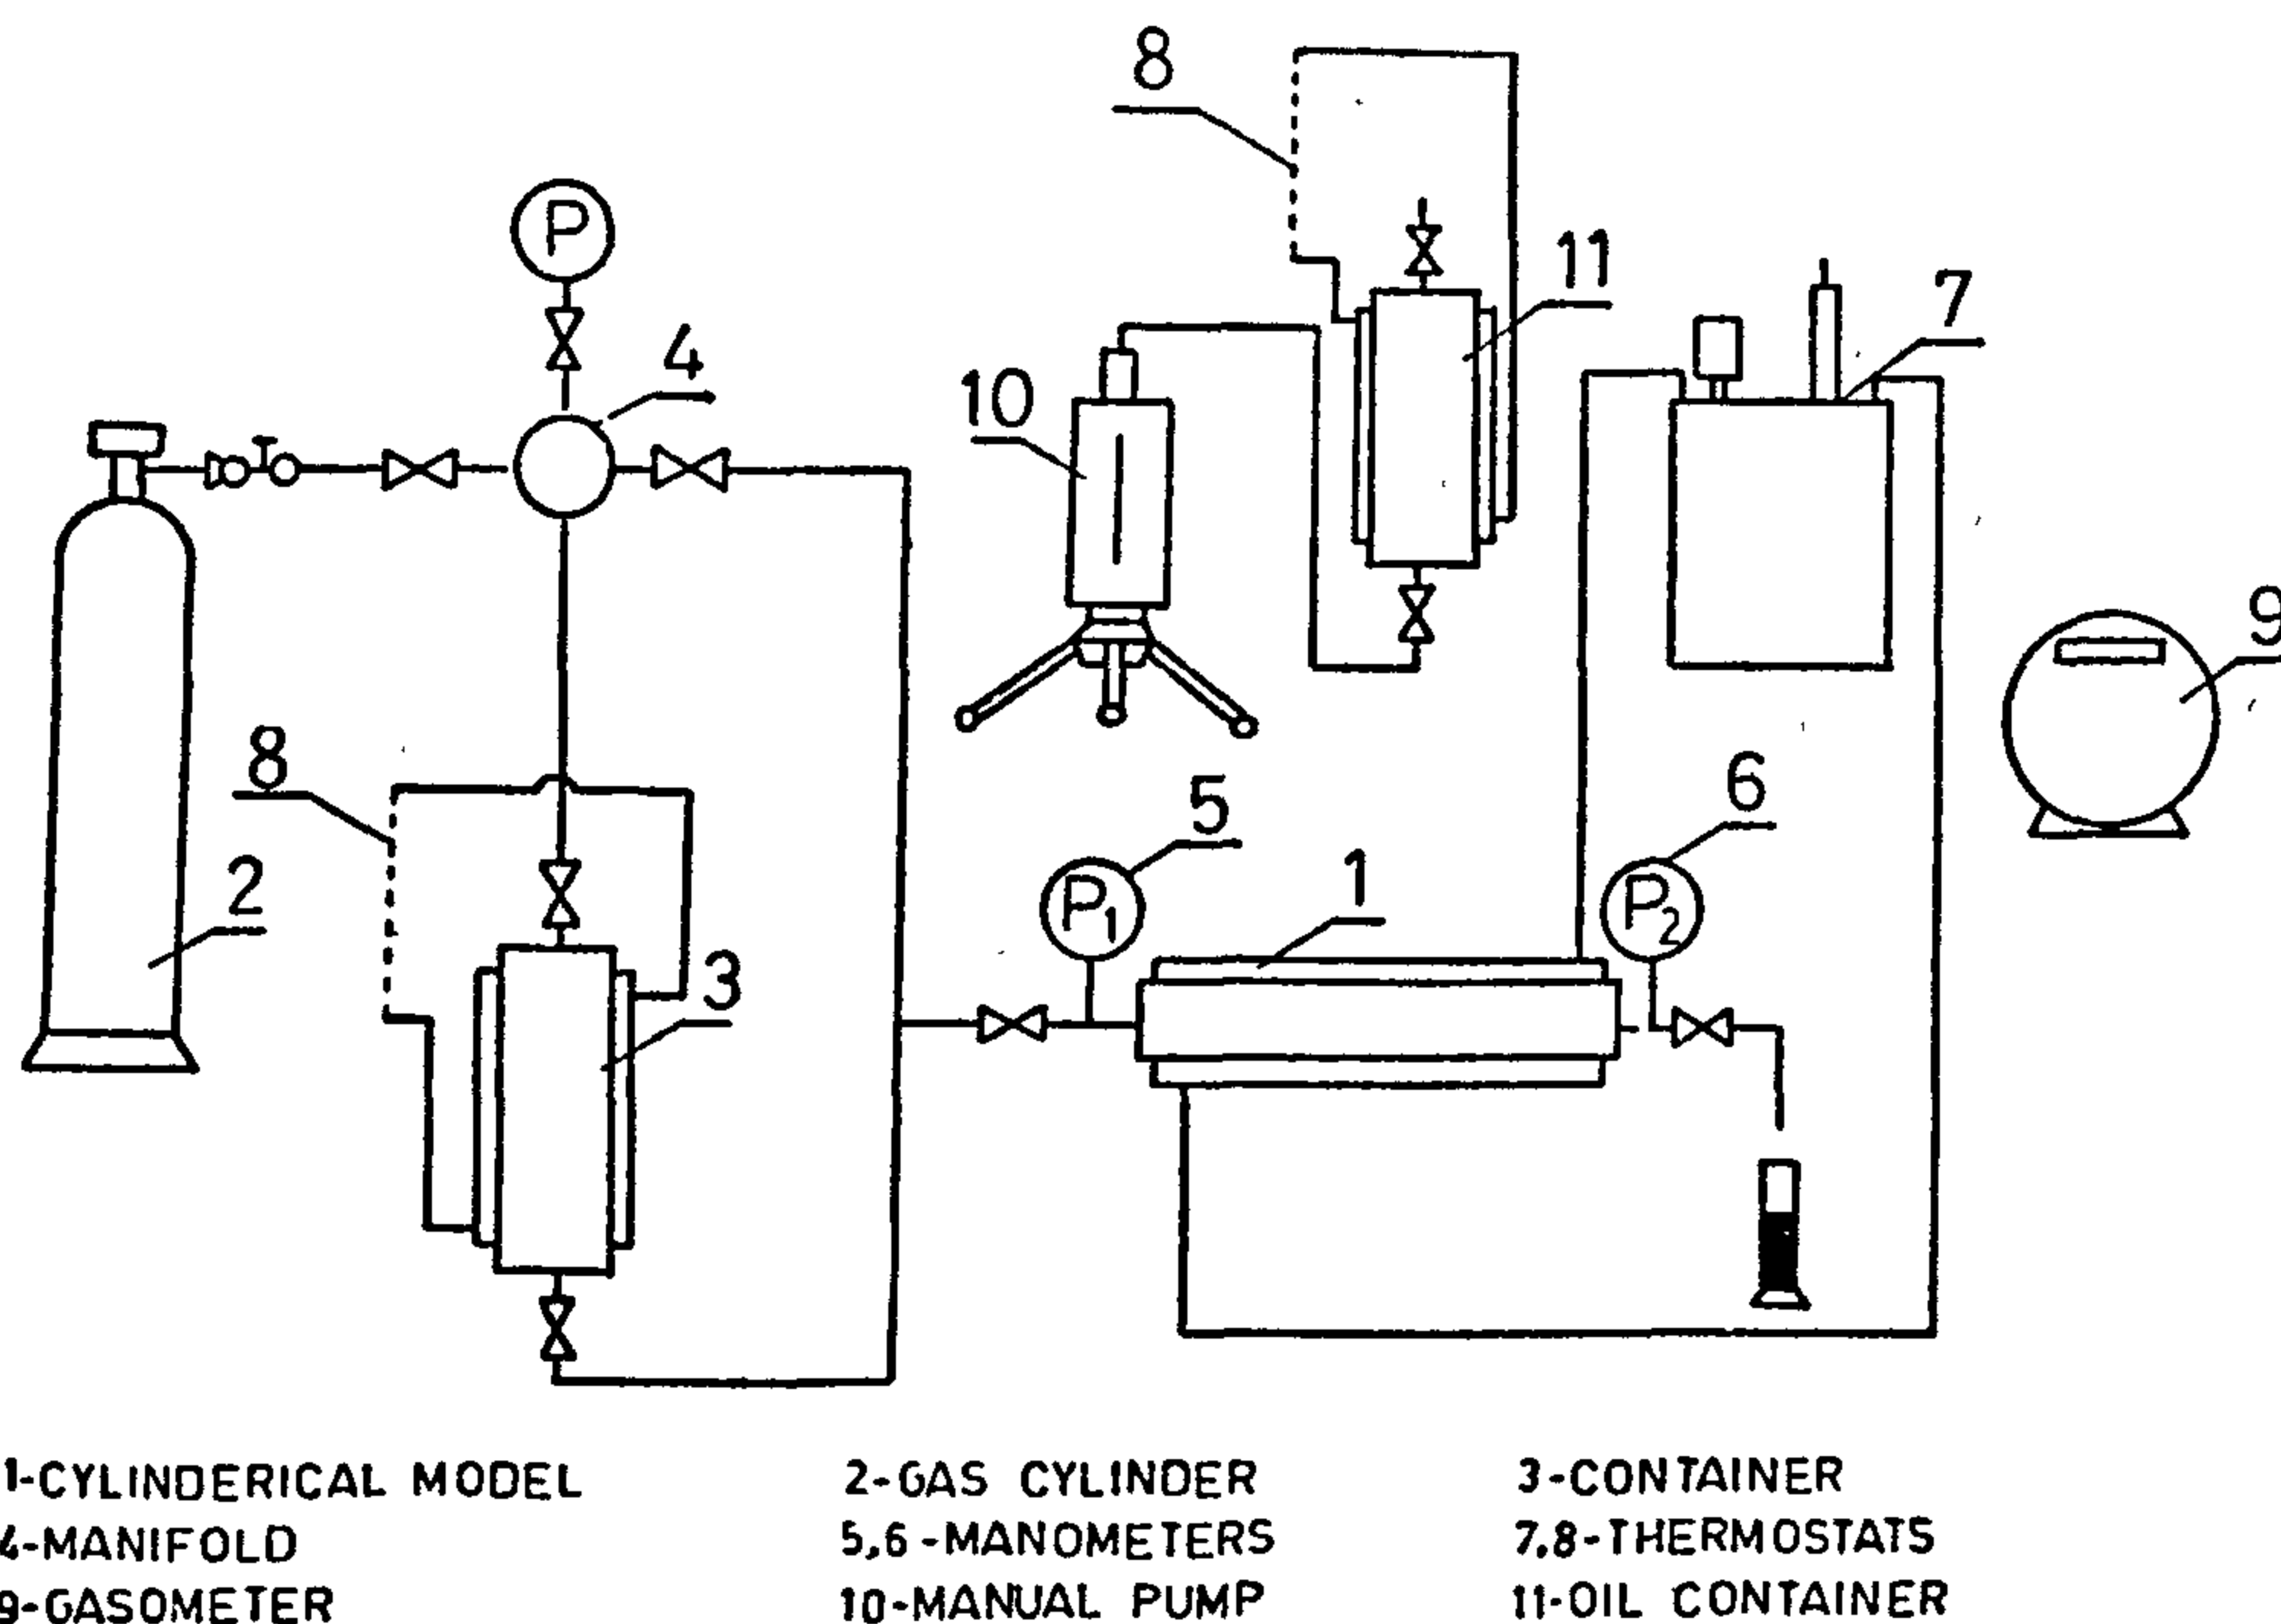 8
P
11
7
4
10
9
8
5
6
2
P1
1
P2
3
1-CYLINDERICAL MODEL
2-GAS CYLINDER
3-CONTAINER
4-MANIFOLD
5,6-MANOMETERS
7,8-THERMOSTATS
9-GASOMETER
10-MANUAL PUMP
11-OIL CONTAINER